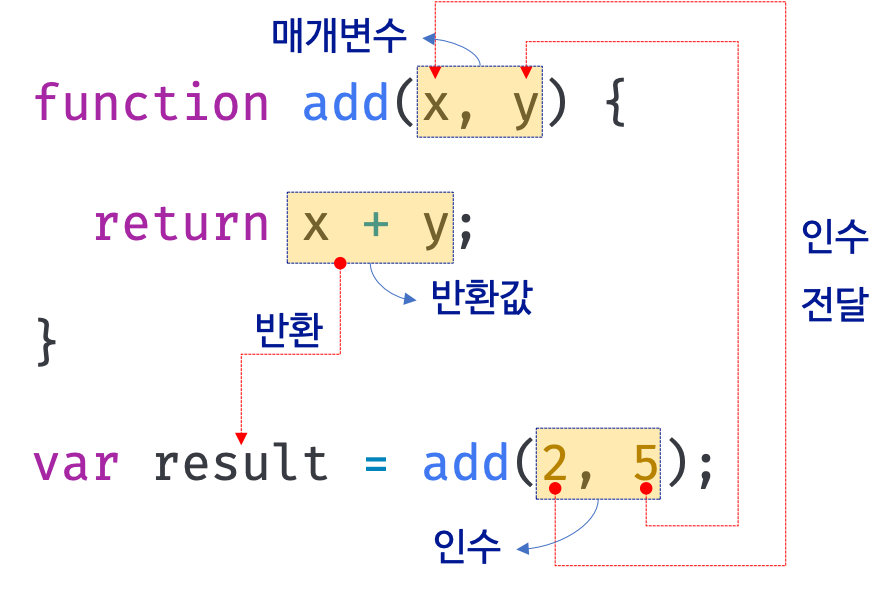 매개변수
function add(x, y) {
return x + y;
인수
전달
반환값
반환
}
var result = add(2, 5);
인수